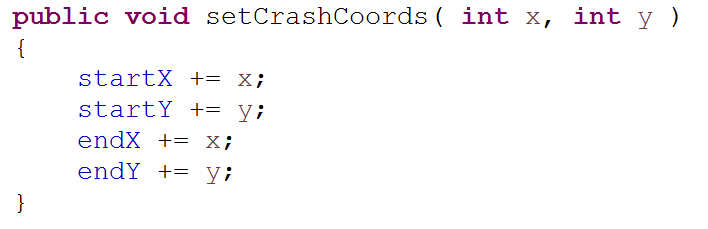 public void setCrashCoords( int x, int y )
{
    startX += x;
    startY += y;
    endX += x;
    endY += y;
}